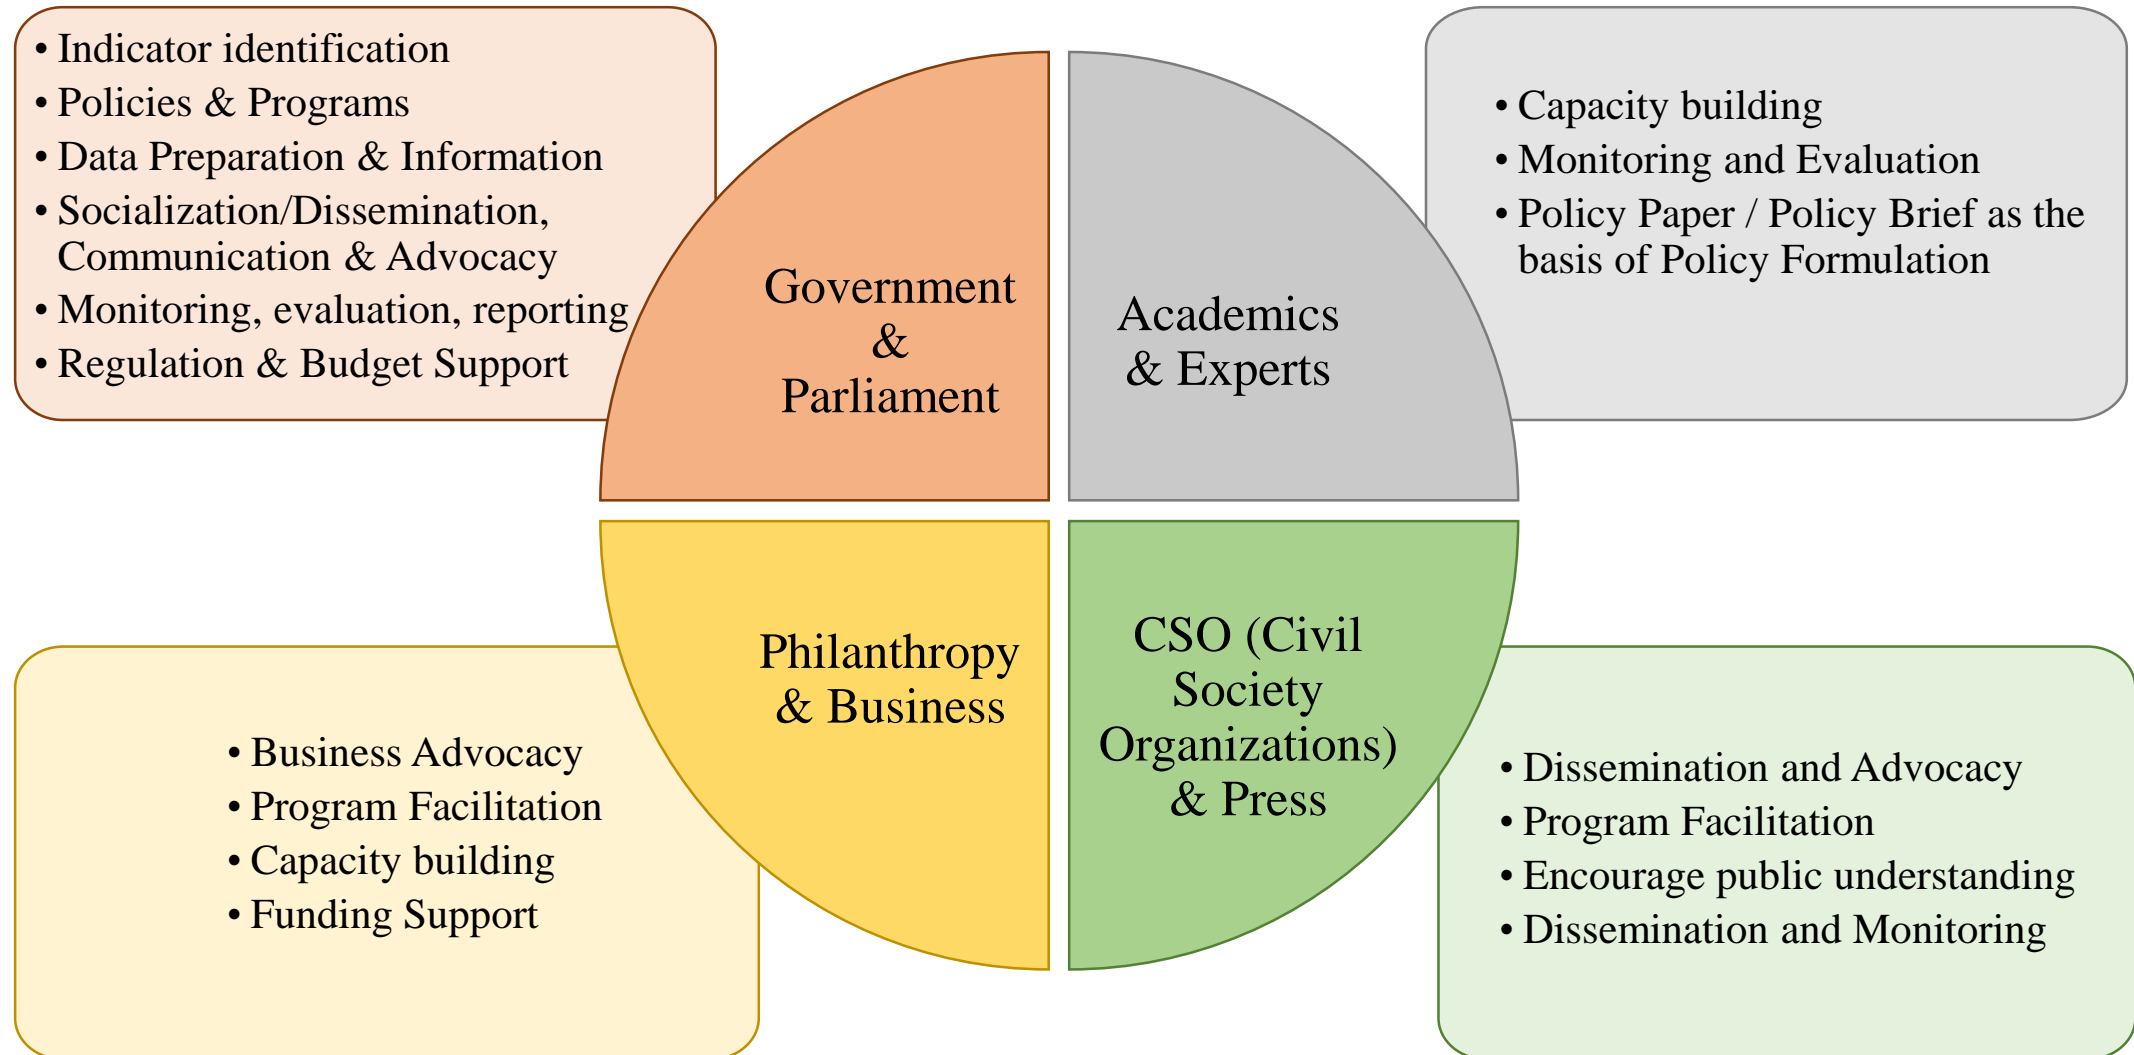 • Indicator identification
• Policies & Programs
• Data Preparation & Information
• Socialization/Dissemination,
Communication & Advocacy
• Monitoring, evaluation, reporting
• Regulation & Budget Support
Government
&
Parliament
Academics
& Experts
• Capacity building
• Monitoring and Evaluation
• Policy Paper / Policy Brief as the
basis of Policy Formulation
• Business Advocacy
• Program Facilitation
• Capacity building
• Funding Support
Philanthropy
& Business
CSO (Civil
Society
Organizations)
& Press
• Dissemination and Advocacy
• Program Facilitation
• Encourage public understanding
• Dissemination and Monitoring